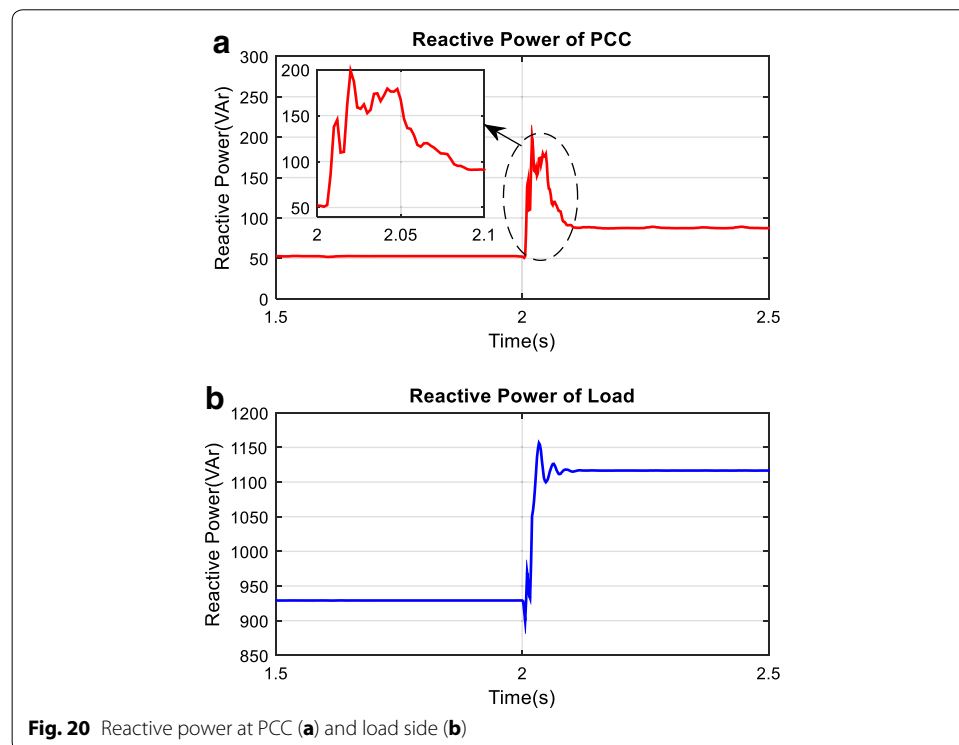 a
Reactive Power of PCC
Reactive Power(VAr)
300
250
200
150
100
50
0
200
150
100
50
2 2.05 2.1
1.5 2 2.5
Time(s)
b
Reactive Power of Load
Reactive Power(VAr)
1200
1150
1100
1050
1000
950
900
850
1.5 2 2.5
Time(s)
Fig. 20 Reactive power at PCC (a) and load side (b)